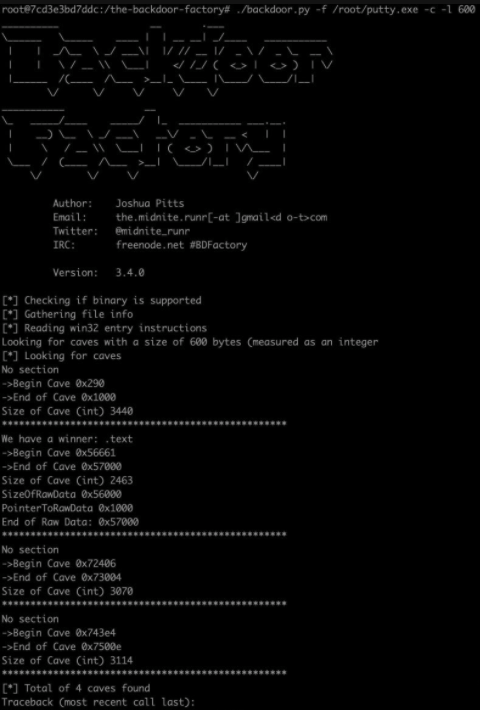 root@7cd3e3bd7ddc:/the-backdoor-factory# ./backdoor.py -f /root/putty.exe -c -l 600
Backdoor
Factory
Author:    Joshua Pitts
Email:     the.midnite.runr[-at ]gmail<d o-t>com
Twitter:   @midnite_runr
IRC:       freenode.net #BDFactory
Version:   3.4.0
[*] Checking if binary is supported
[*] Gathering file info
[*] Reading win32 entry instructions
Looking for caves with a size of 600 bytes (measured as an integer
[*] Looking for caves
No section
->Begin Cave 0x290
->End of Cave 0x1000
Size of Cave (int) 3440
**************************************************
We have a winner: .text
->Begin Cave 0x56661
->End of Cave 0x57000
Size of Cave (int) 2463
SizeOfRawData 0x56000
PointerToRawData 0x1000
End of Raw Data: 0x57000
**************************************************
No section
->Begin Cave 0x72406
->End of Cave 0x73004
Size of Cave (int) 3070
**************************************************
No section
->Begin Cave 0x743e4
->End of Cave 0x7500e
Size of Cave (int) 3114
**************************************************
[*] Total of 4 caves found
Traceback (most recent call last):